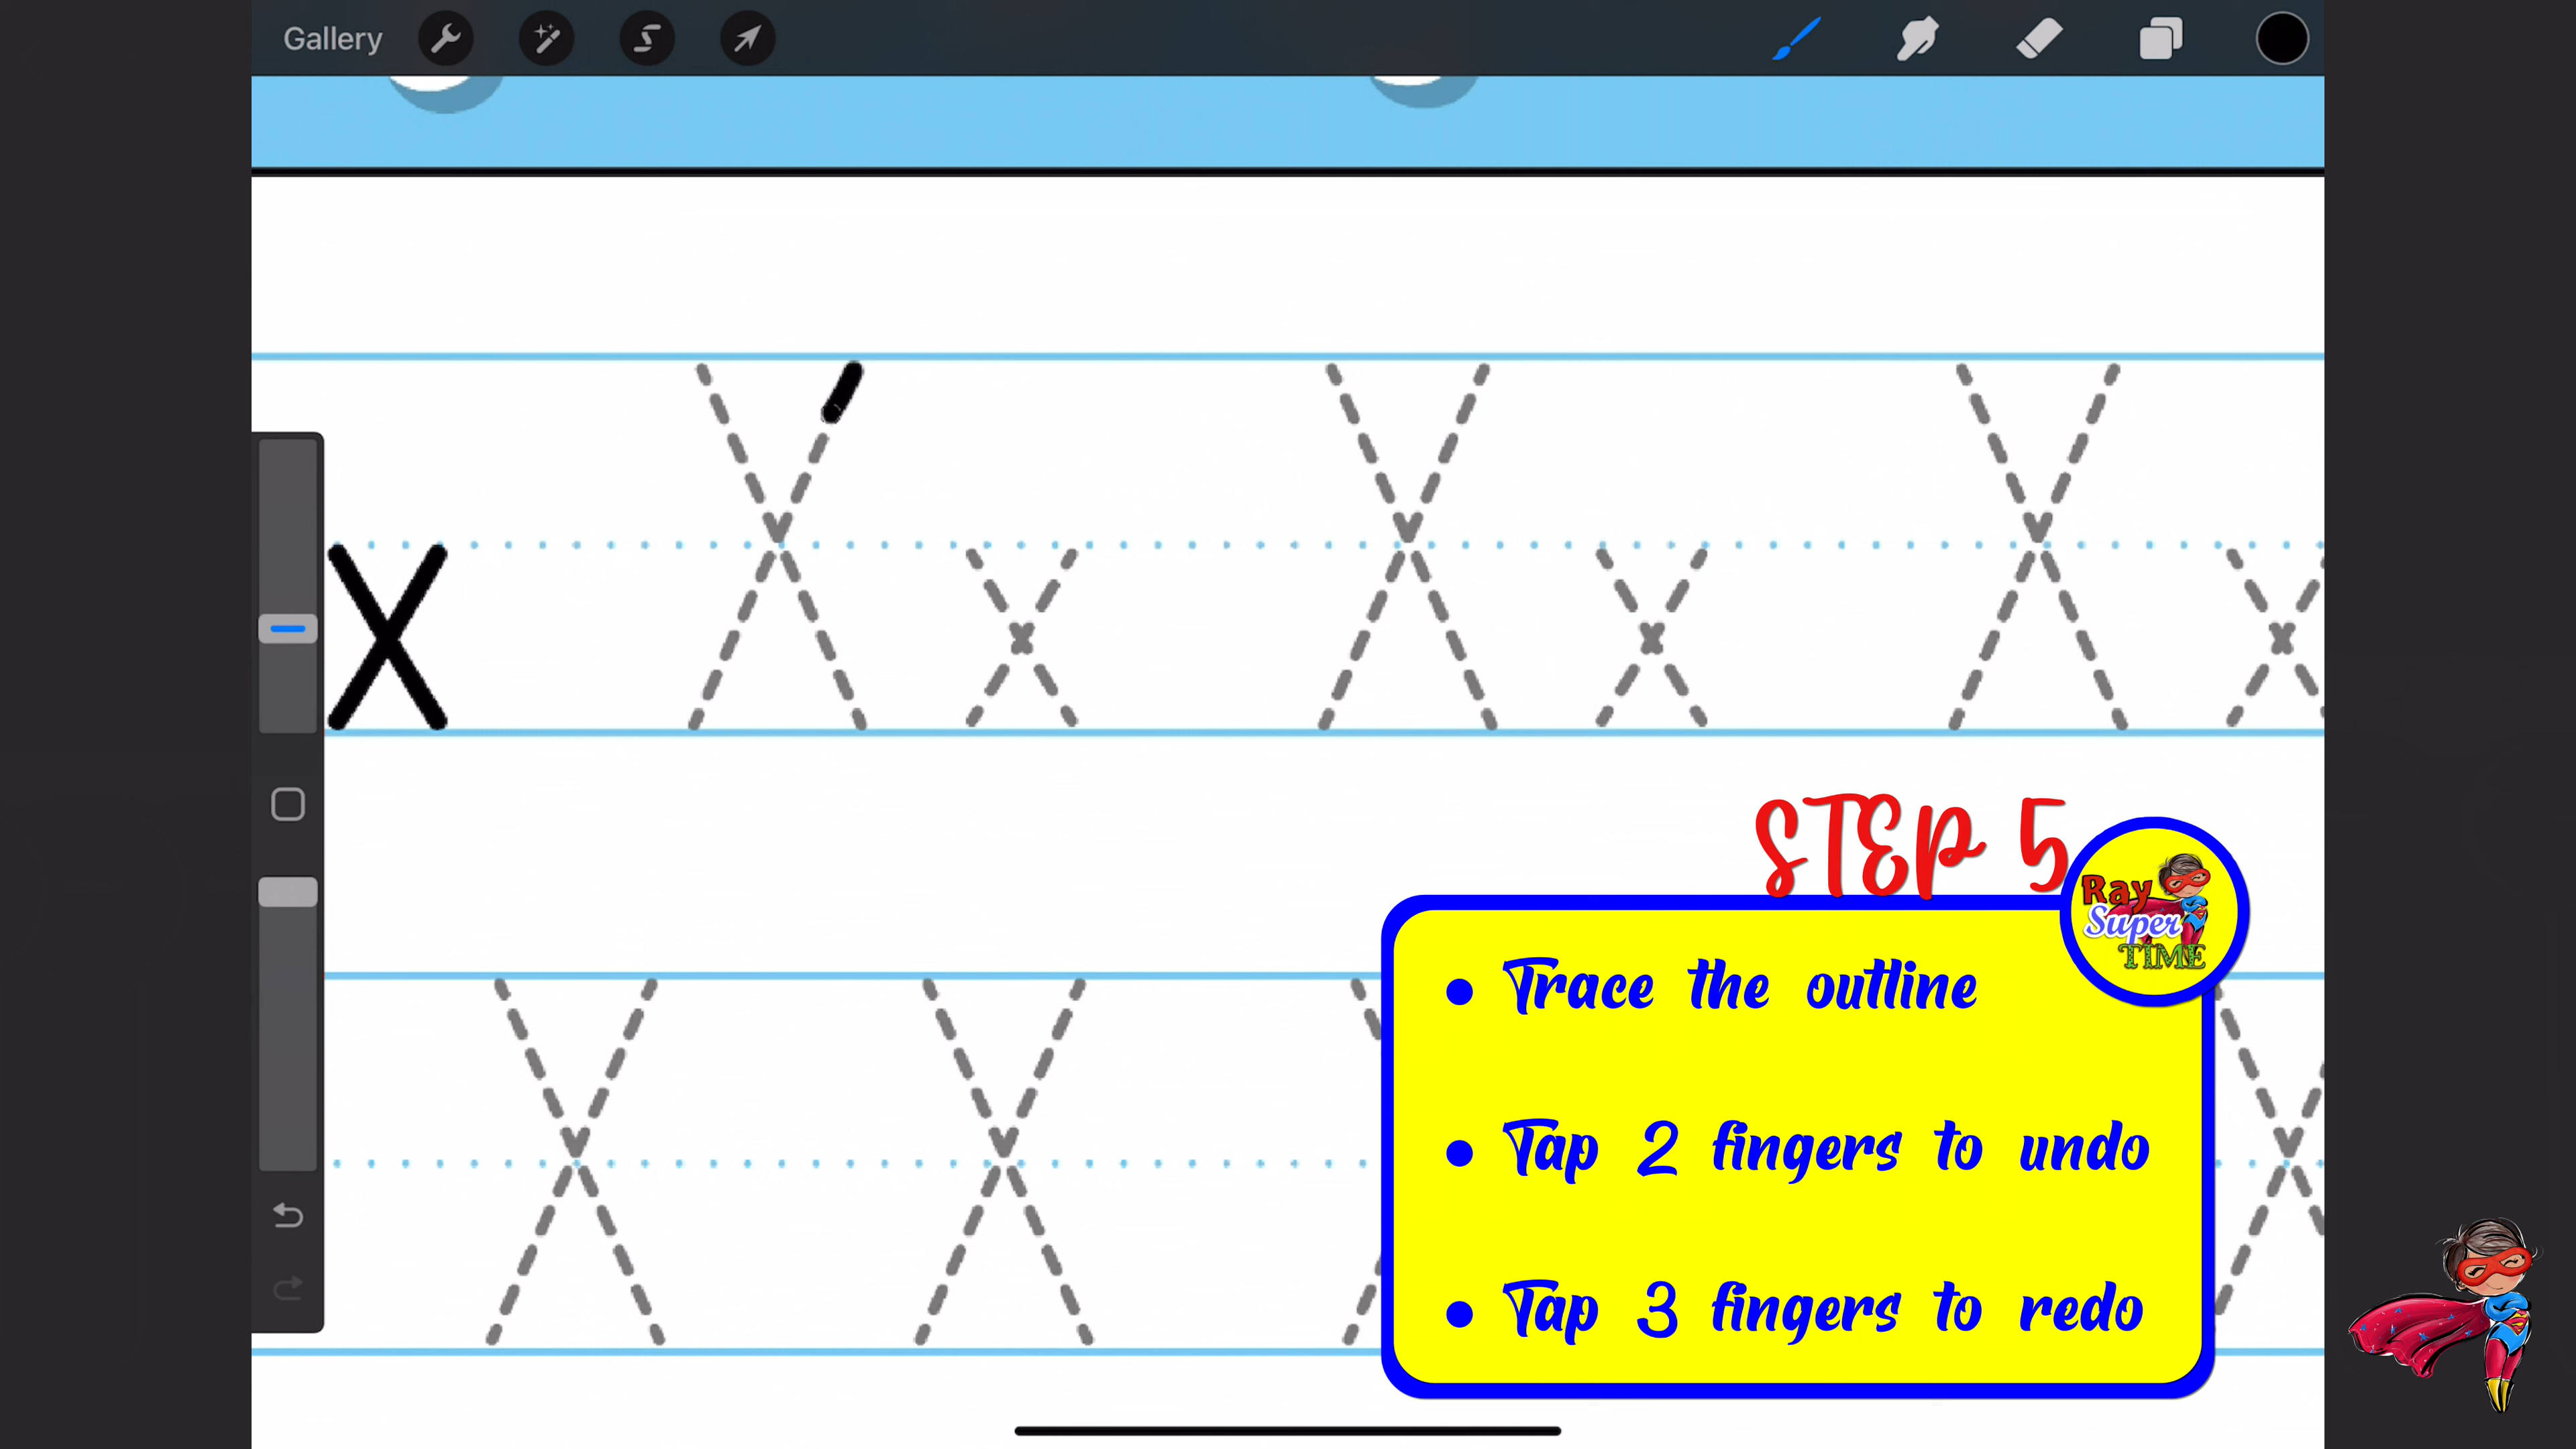 Gallery
X X x X x X x
STEP 5
Ray
Super
TIME
• Trace the outline
• Tap 2 fingers to undo
• Tap 3 fingers to redo
X X X X